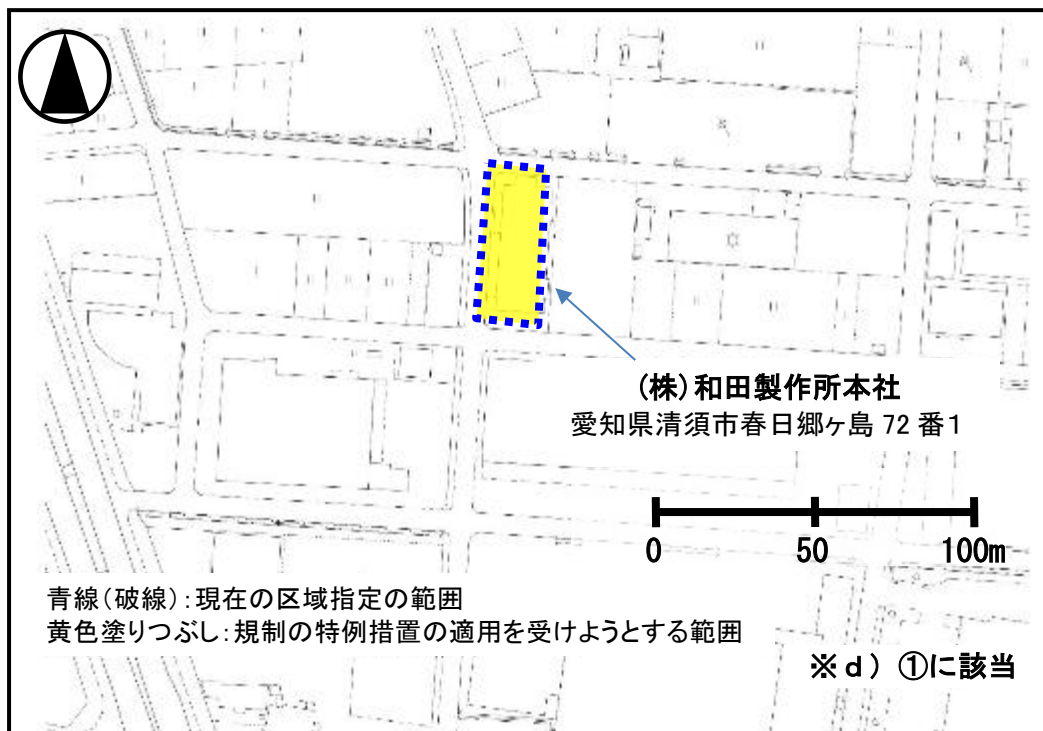 (株)和田製作所本社
愛知県清須市春日郷ヶ島 72 番1
0 50 100m
青線(破線):現在の区域指定の範囲
黄色塗りつぶし:規制の特例措置の適用を受けようとする範囲
※d) ①に該当